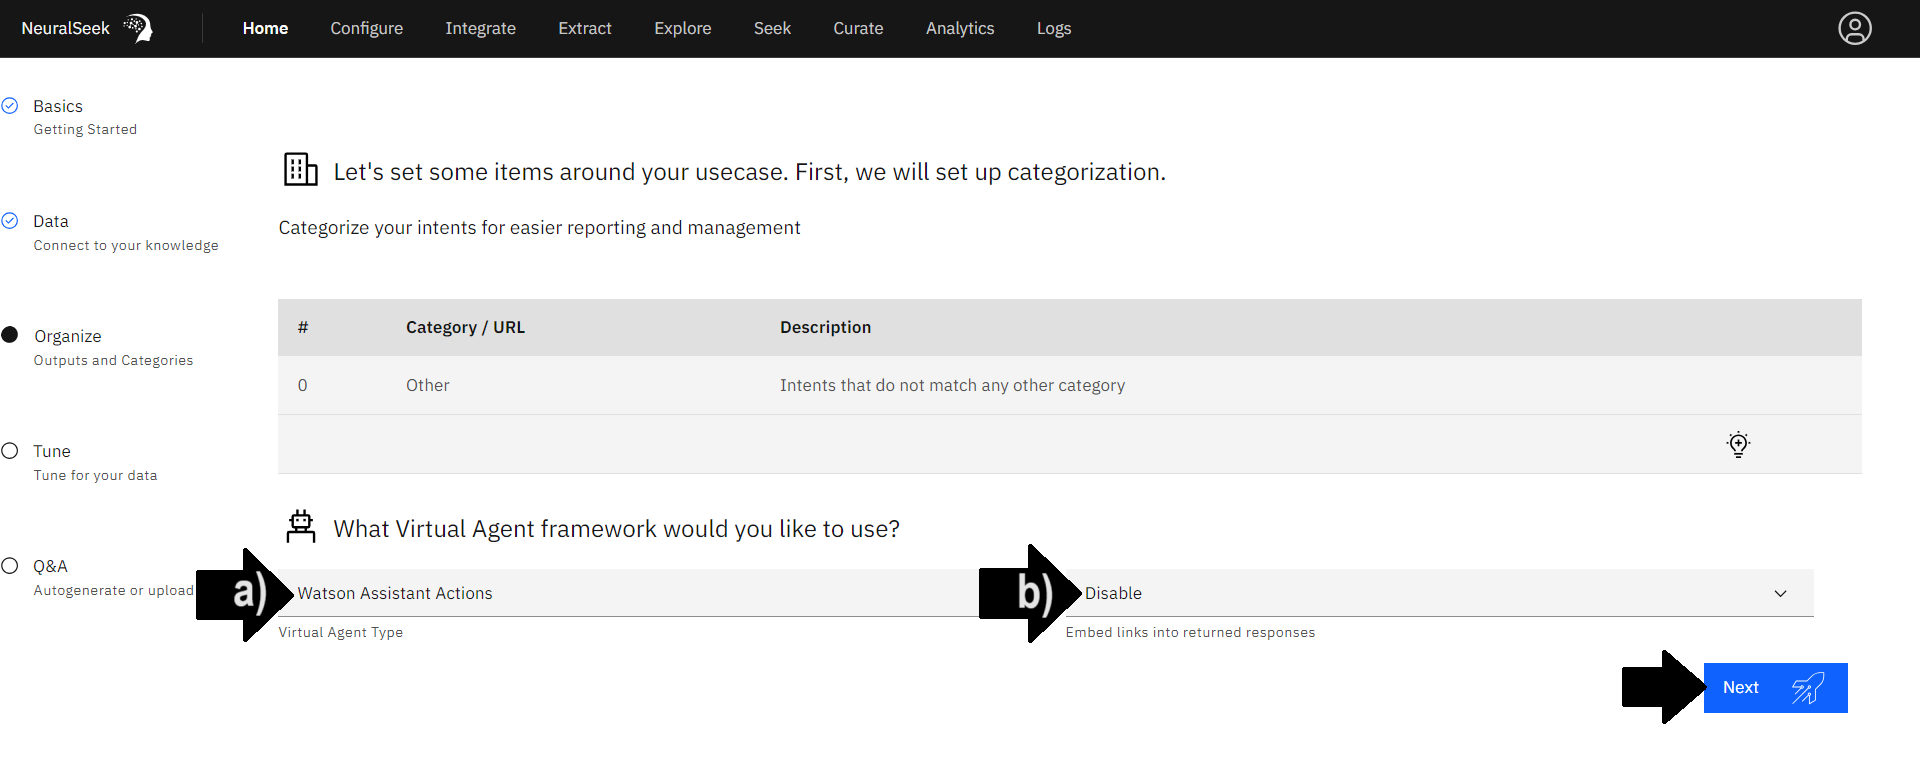 NeuralSeek Home Configure Integrate Extract Explore Seek Curate Analytics Logs
Basics
Getting Started
Data
Connect to your knowledge
Organize
Outputs and Categories
Tune
Tune for your data
Q&A
Autogenerate or upload
Let's set some items around your usecase. First, we will set up categorization.
Categorize your intents for easier reporting and management
# Category / URL Description
0 Other Intents that do not match any other category
What Virtual Agent framework would you like to use?
a) Watson Assistant Actions
Virtual Agent Type
b) Disable
Embed links into returned responses
Next